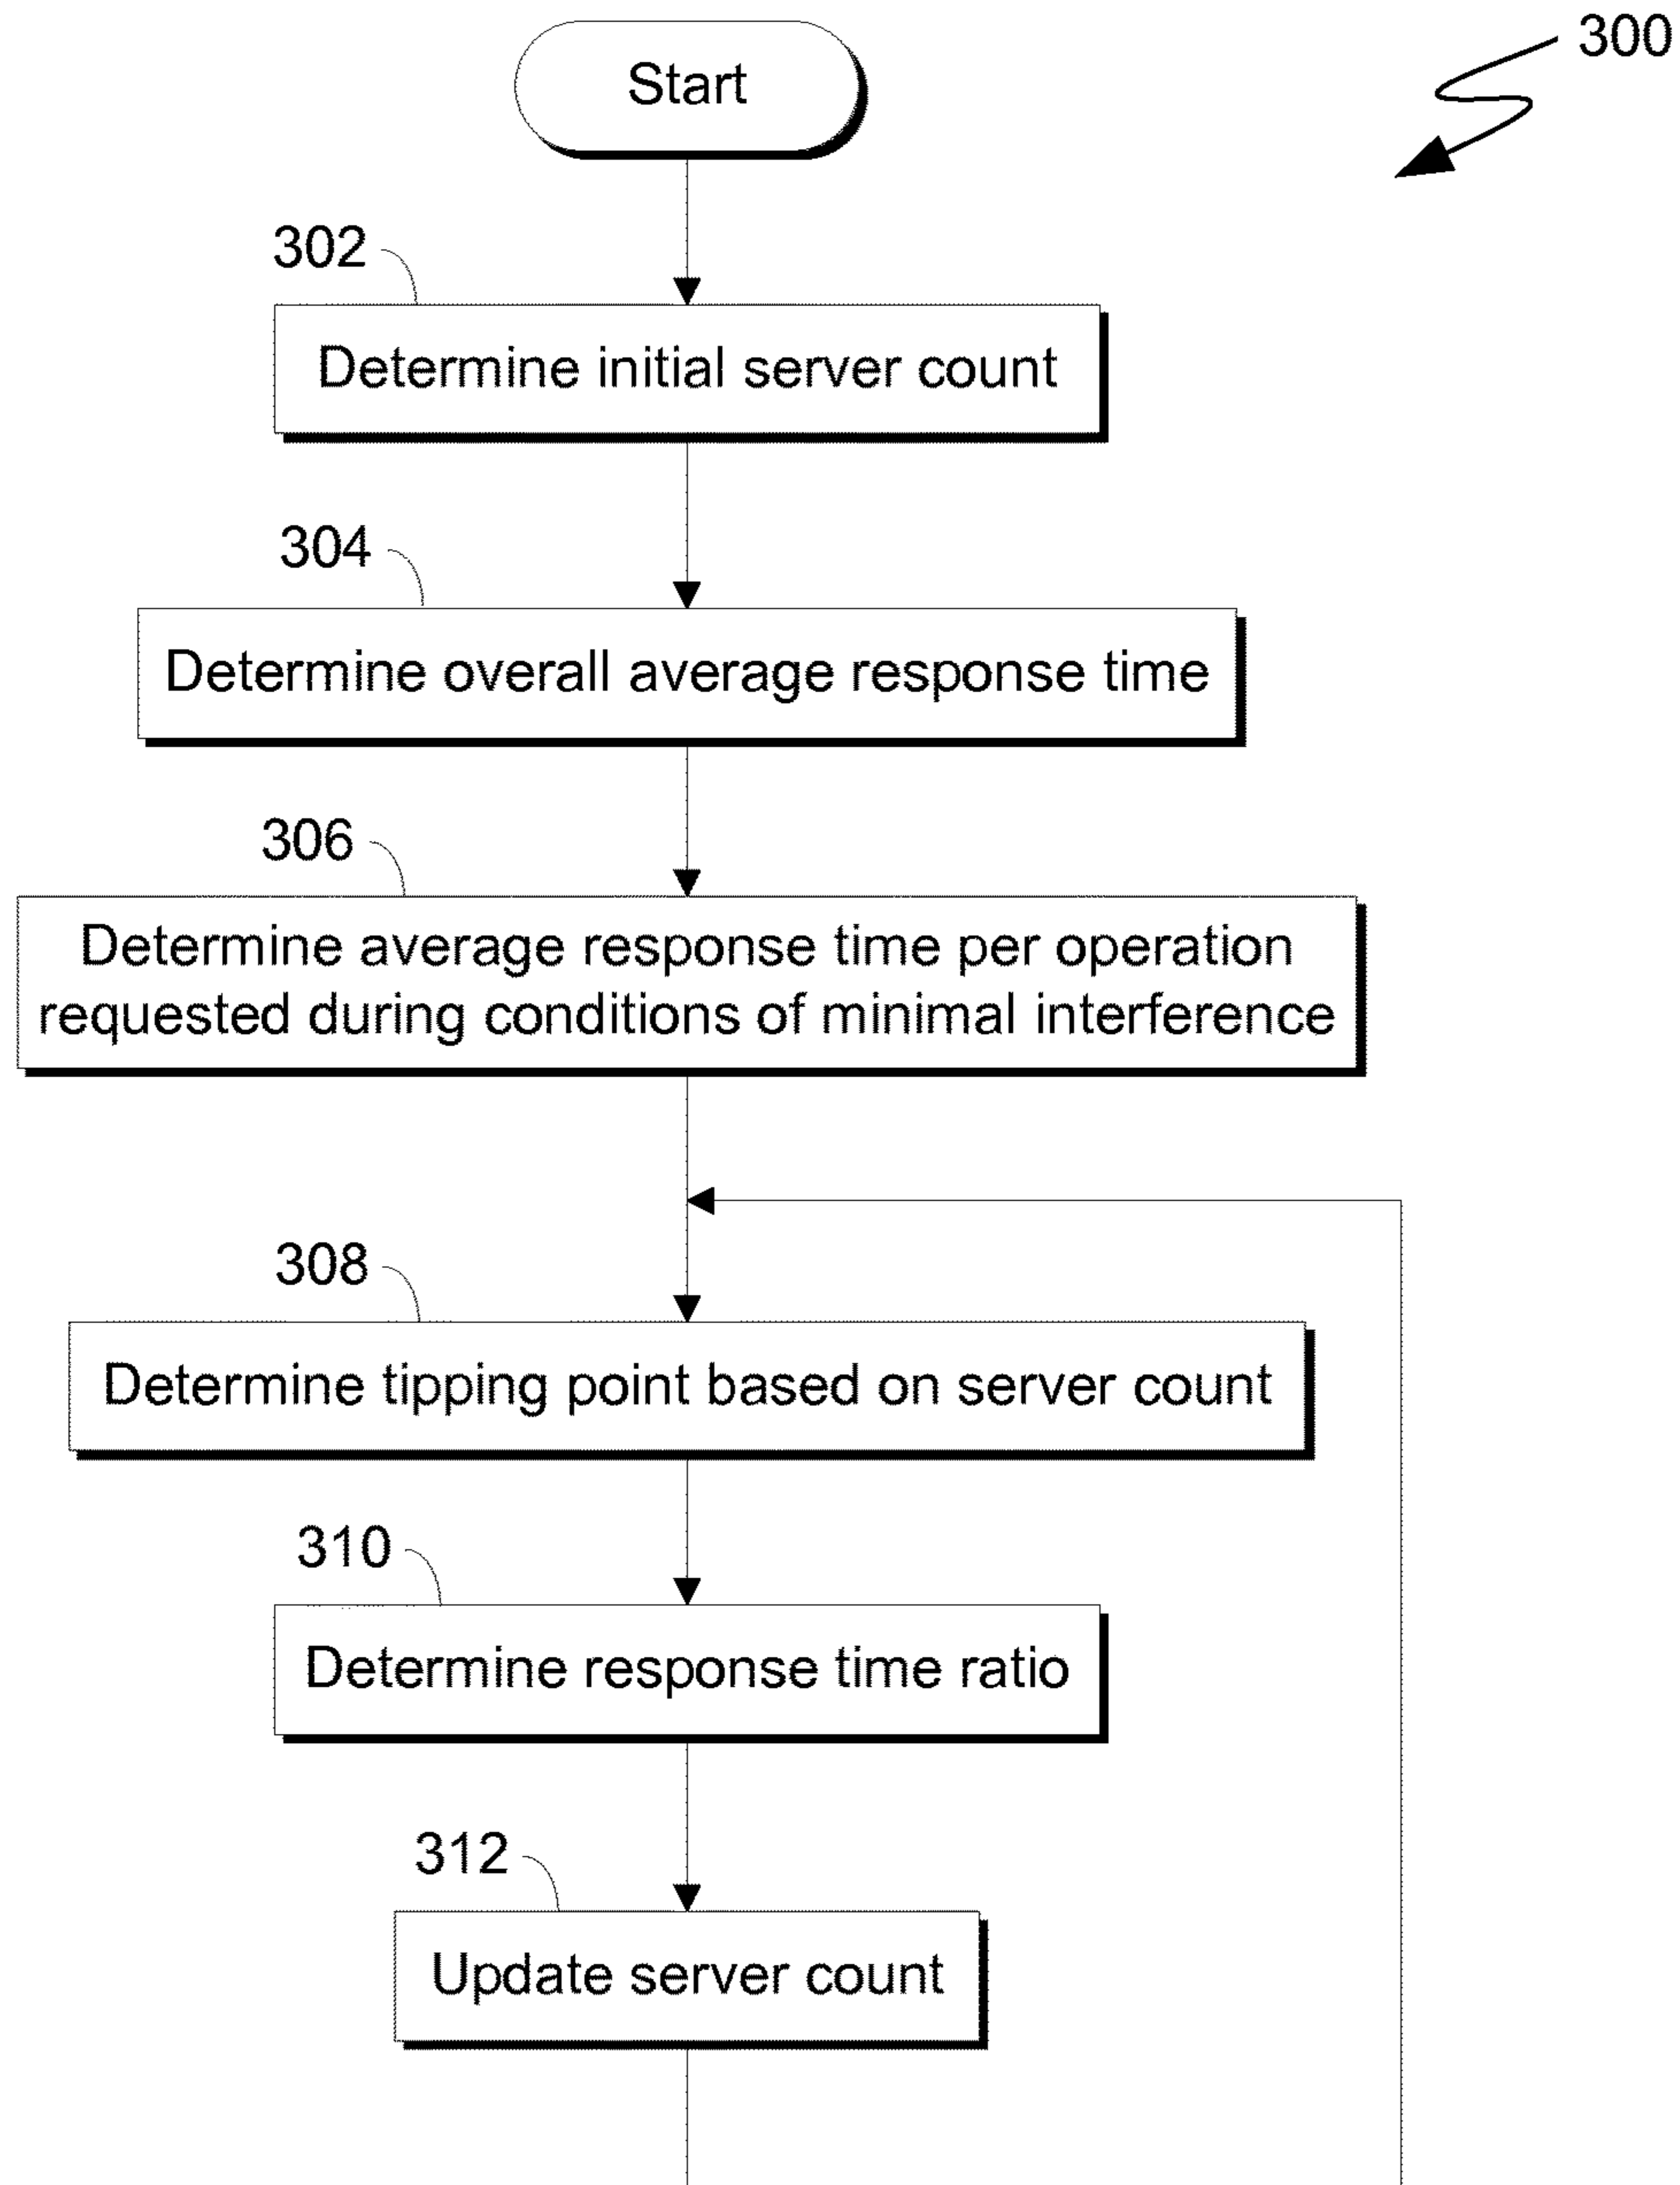 300
Start
302
Determine initial server count
304
Determine overall average response time
306
Determine average response time per operation
requested during conditions of minimal interference
308
Determine tipping point based on server count
310
Determine response time ratio
312
Update server count